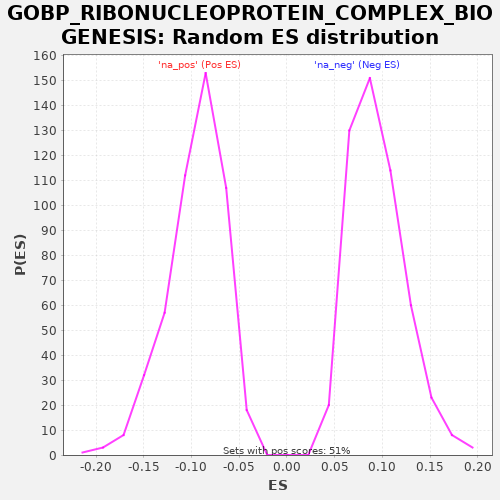 GOBP_RIBONUCLEOPROTEIN_COMPLEX_BIO
GENESIS: Random ES distribution
'na_pos' (Pos ES)
'na_neg' (Neg ES)
160
150
140
130
120
110
100
90
80
70
60
50
40
30
20
10
0
P(ES)
Sets with pos scores: 51%
-0.20 -0.15 -0.10 -0.05 0.00 0.05 0.10 0.15 0.20
ES